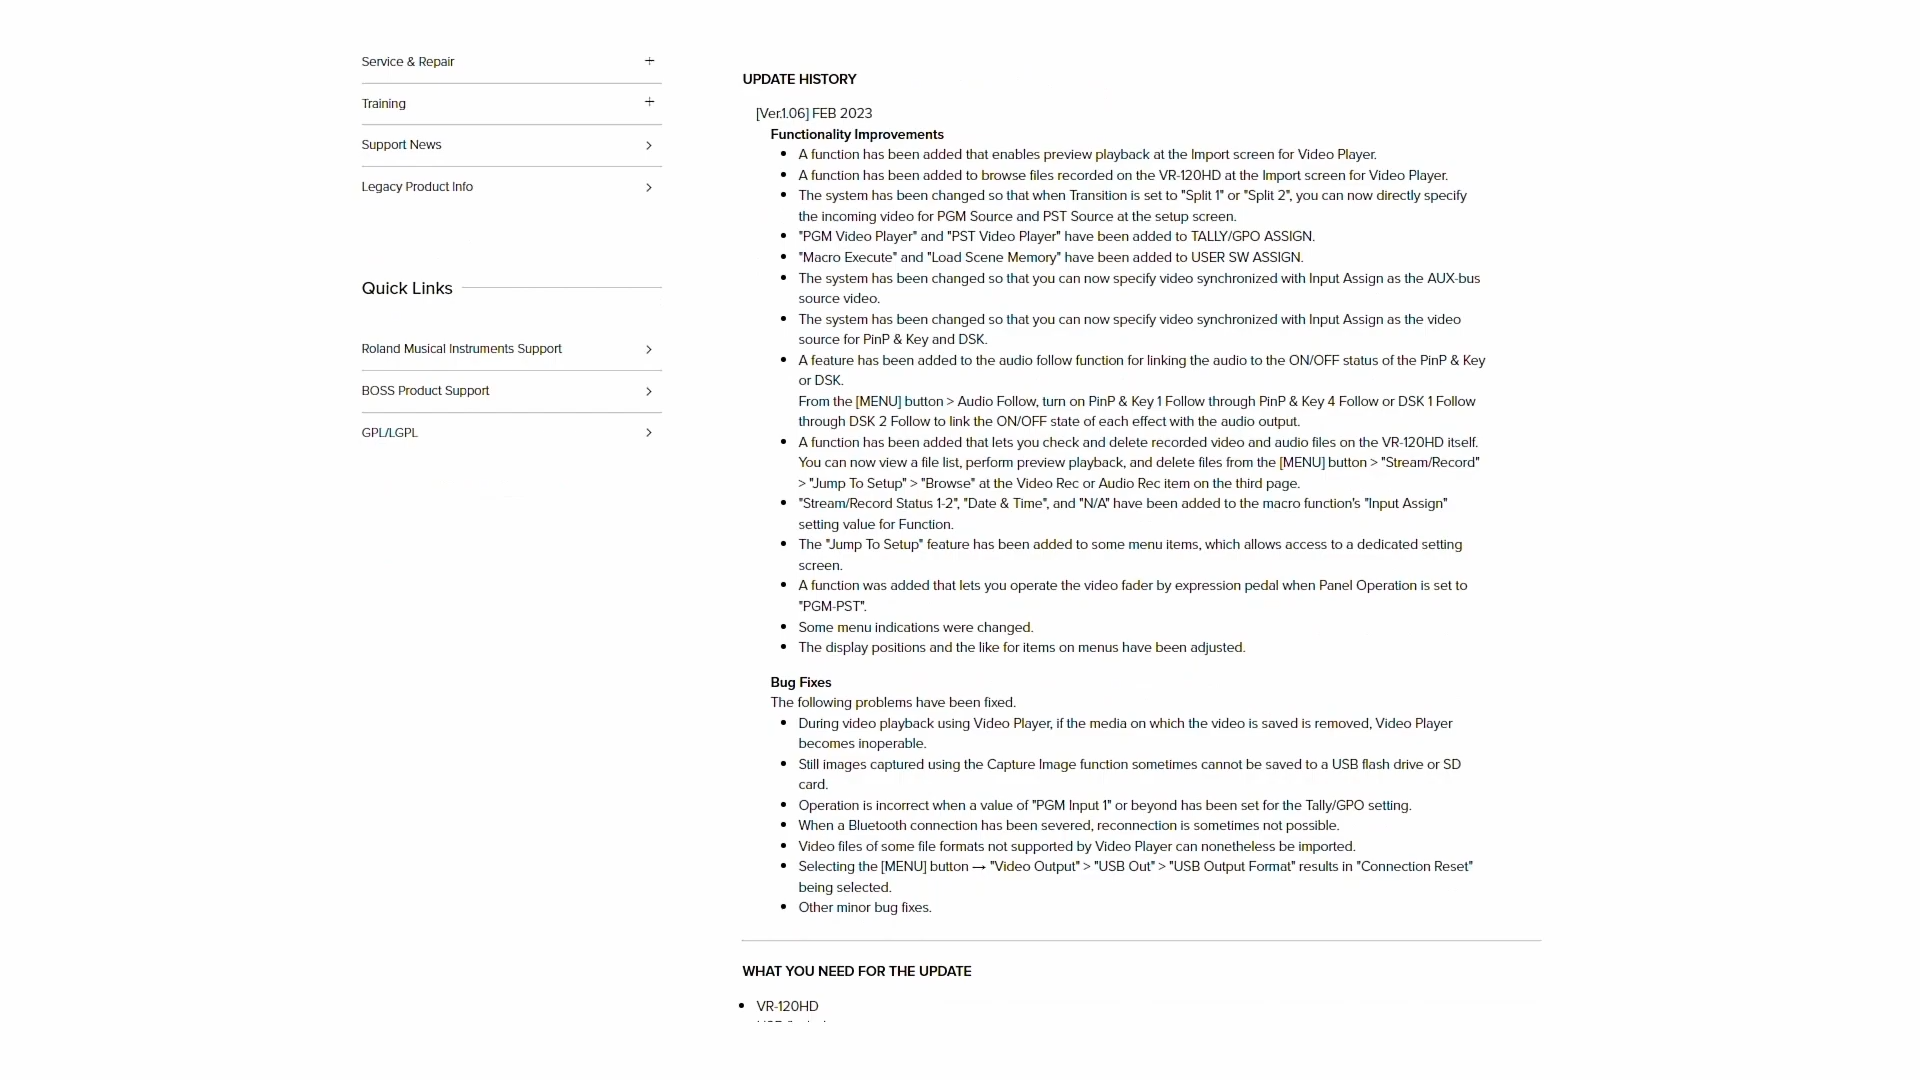 Service & Repair +
Training +
Support News
Legacy Product Info
Quick Links
Roland Musical Instruments Support
BOSS Product Support
GPL/LGPL
UPDATE HISTORY
[Ver.1.06] FEB 2023
Functionality Improvements
• A function has been added that enables preview playback at the Import screen for Video Player.
• A function has been added to browse files recorded on the VR-120HD at the Import screen for Video Player.
• The system has been changed so that when Transition is set to "Split 1" or "Split 2", you can now directly specify
the incoming video for PGM Source and PST Source at the setup screen.
• "PGM Video Player" and "PST Video Player" have been added to TALLY/GPO ASSIGN.
• "Macro Execute" and "Load Scene Memory" have been added to USER SW ASSIGN.
• The system has been changed so that you can now specify video synchronized with Input Assign as the AUX-bus
source video.
• The system has been changed so that you can now specify video synchronized with Input Assign as the video
source for PinP & Key and DSK.
• A feature has been added to the audio follow function for linking the audio to the ON/OFF status of the PinP & Key
or DSK.
From the [MENU] button > Audio Follow, turn on PinP & Key 1 Follow through PinP & Key 4 Follow or DSK 1 Follow
through DSK 2 Follow to link the ON/OFF state of each effect with the audio output.
• A function has been added that lets you check and delete recorded video and audio files on the VR-120HD itself.
You can now view a file list, perform preview playback, and delete files from the [MENU] button > "Stream/Record"
> "Jump To Setup" > "Browse" at the Video Rec or Audio Rec item on the third page.
• "Stream/Record Status 1-2", "Date & Time", and "N/A" have been added to the macro function's "Input Assign"
setting value for Function.
• The "Jump To Setup" feature has been added to some menu items, which allows access to a dedicated setting
screen.
• A function was added that lets you operate the video fader by expression pedal when Panel Operation is set to
"PGM-PST".
• Some menu indications were changed.
• The display positions and the like for items on menus have been adjusted.
Bug Fixes
The following problems have been fixed.
• During video playback using Video Player, if the media on which the video is saved is removed, Video Player
becomes inoperable.
• Still images captured using the Capture Image function sometimes cannot be saved to a USB flash drive or SD
card.
• Operation is incorrect when a value of "PGM Input 1" or beyond has been set for the Tally/GPO setting.
• When a Bluetooth connection has been severed, reconnection is sometimes not possible.
• Video files of some file formats not supported by Video Player can nonetheless be imported.
• Selecting the [MENU] button → "Video Output" > "USB Out" > "USB Output Format" results in "Connection Reset"
being selected.
• Other minor bug fixes.
WHAT YOU NEED FOR THE UPDATE
• VR-120HD